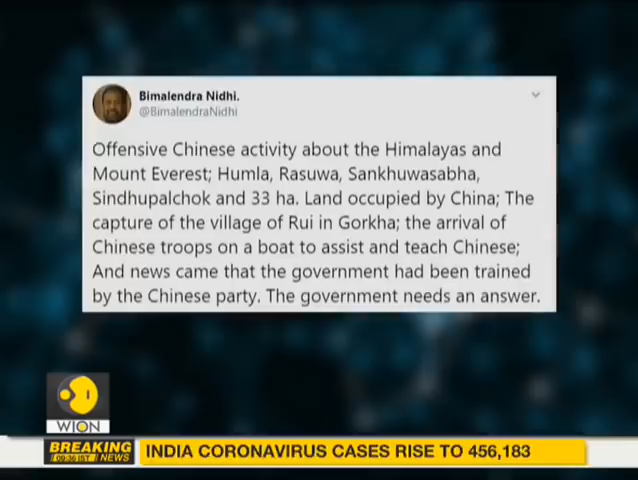 Bimalendra Nidhi.
@BimalendraNidhi
Offensive Chinese activity about the Himalayas and
Mount Everest; Humla, Rasuwa, Sankhuwasabha,
Sindhupalchok and 33 ha. Land occupied by China; The
capture of the village of Rui in Gorkha; the arrival of
Chinese troops on a boat to assist and teach Chinese;
And news came that the government had been trained
by the Chinese party. The government needs an answer.
WION
BREAKING
NEWS
INDIA CORONAVIRUS CASES RISE TO 456,183